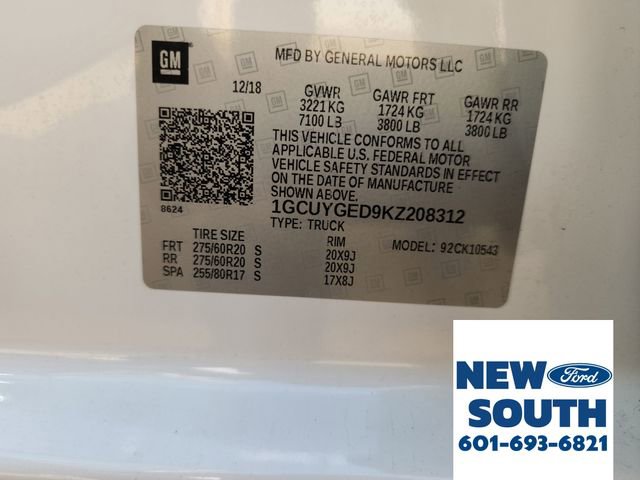 GM
MFD BY GENERAL MOTORS LLC
12/18 GVWR GAWR FRT GAWR RR
3221 KG 1724 KG 1724 KG
7100 LB 3800 LB 3800 LB
THIS VEHICLE CONFORMS TO ALL
APPLICABLE U.S. FEDERAL MOTOR
VEHICLE SAFETY STANDARDS IN EFFECT
ON THE DATE OF MANUFACTURE
SHOWN ABOVE.
1GCUYGED9KZ208312
8624
TYPE: TRUCK
MODEL: 92CK10543
TIRE SIZE RIM
FRT 275/60R20 S 20X9J
RR 275/60R20 S 20X9J
SPA 255/80R17 S 17X8J
NEW Ford
SOUTH
601-693-6821